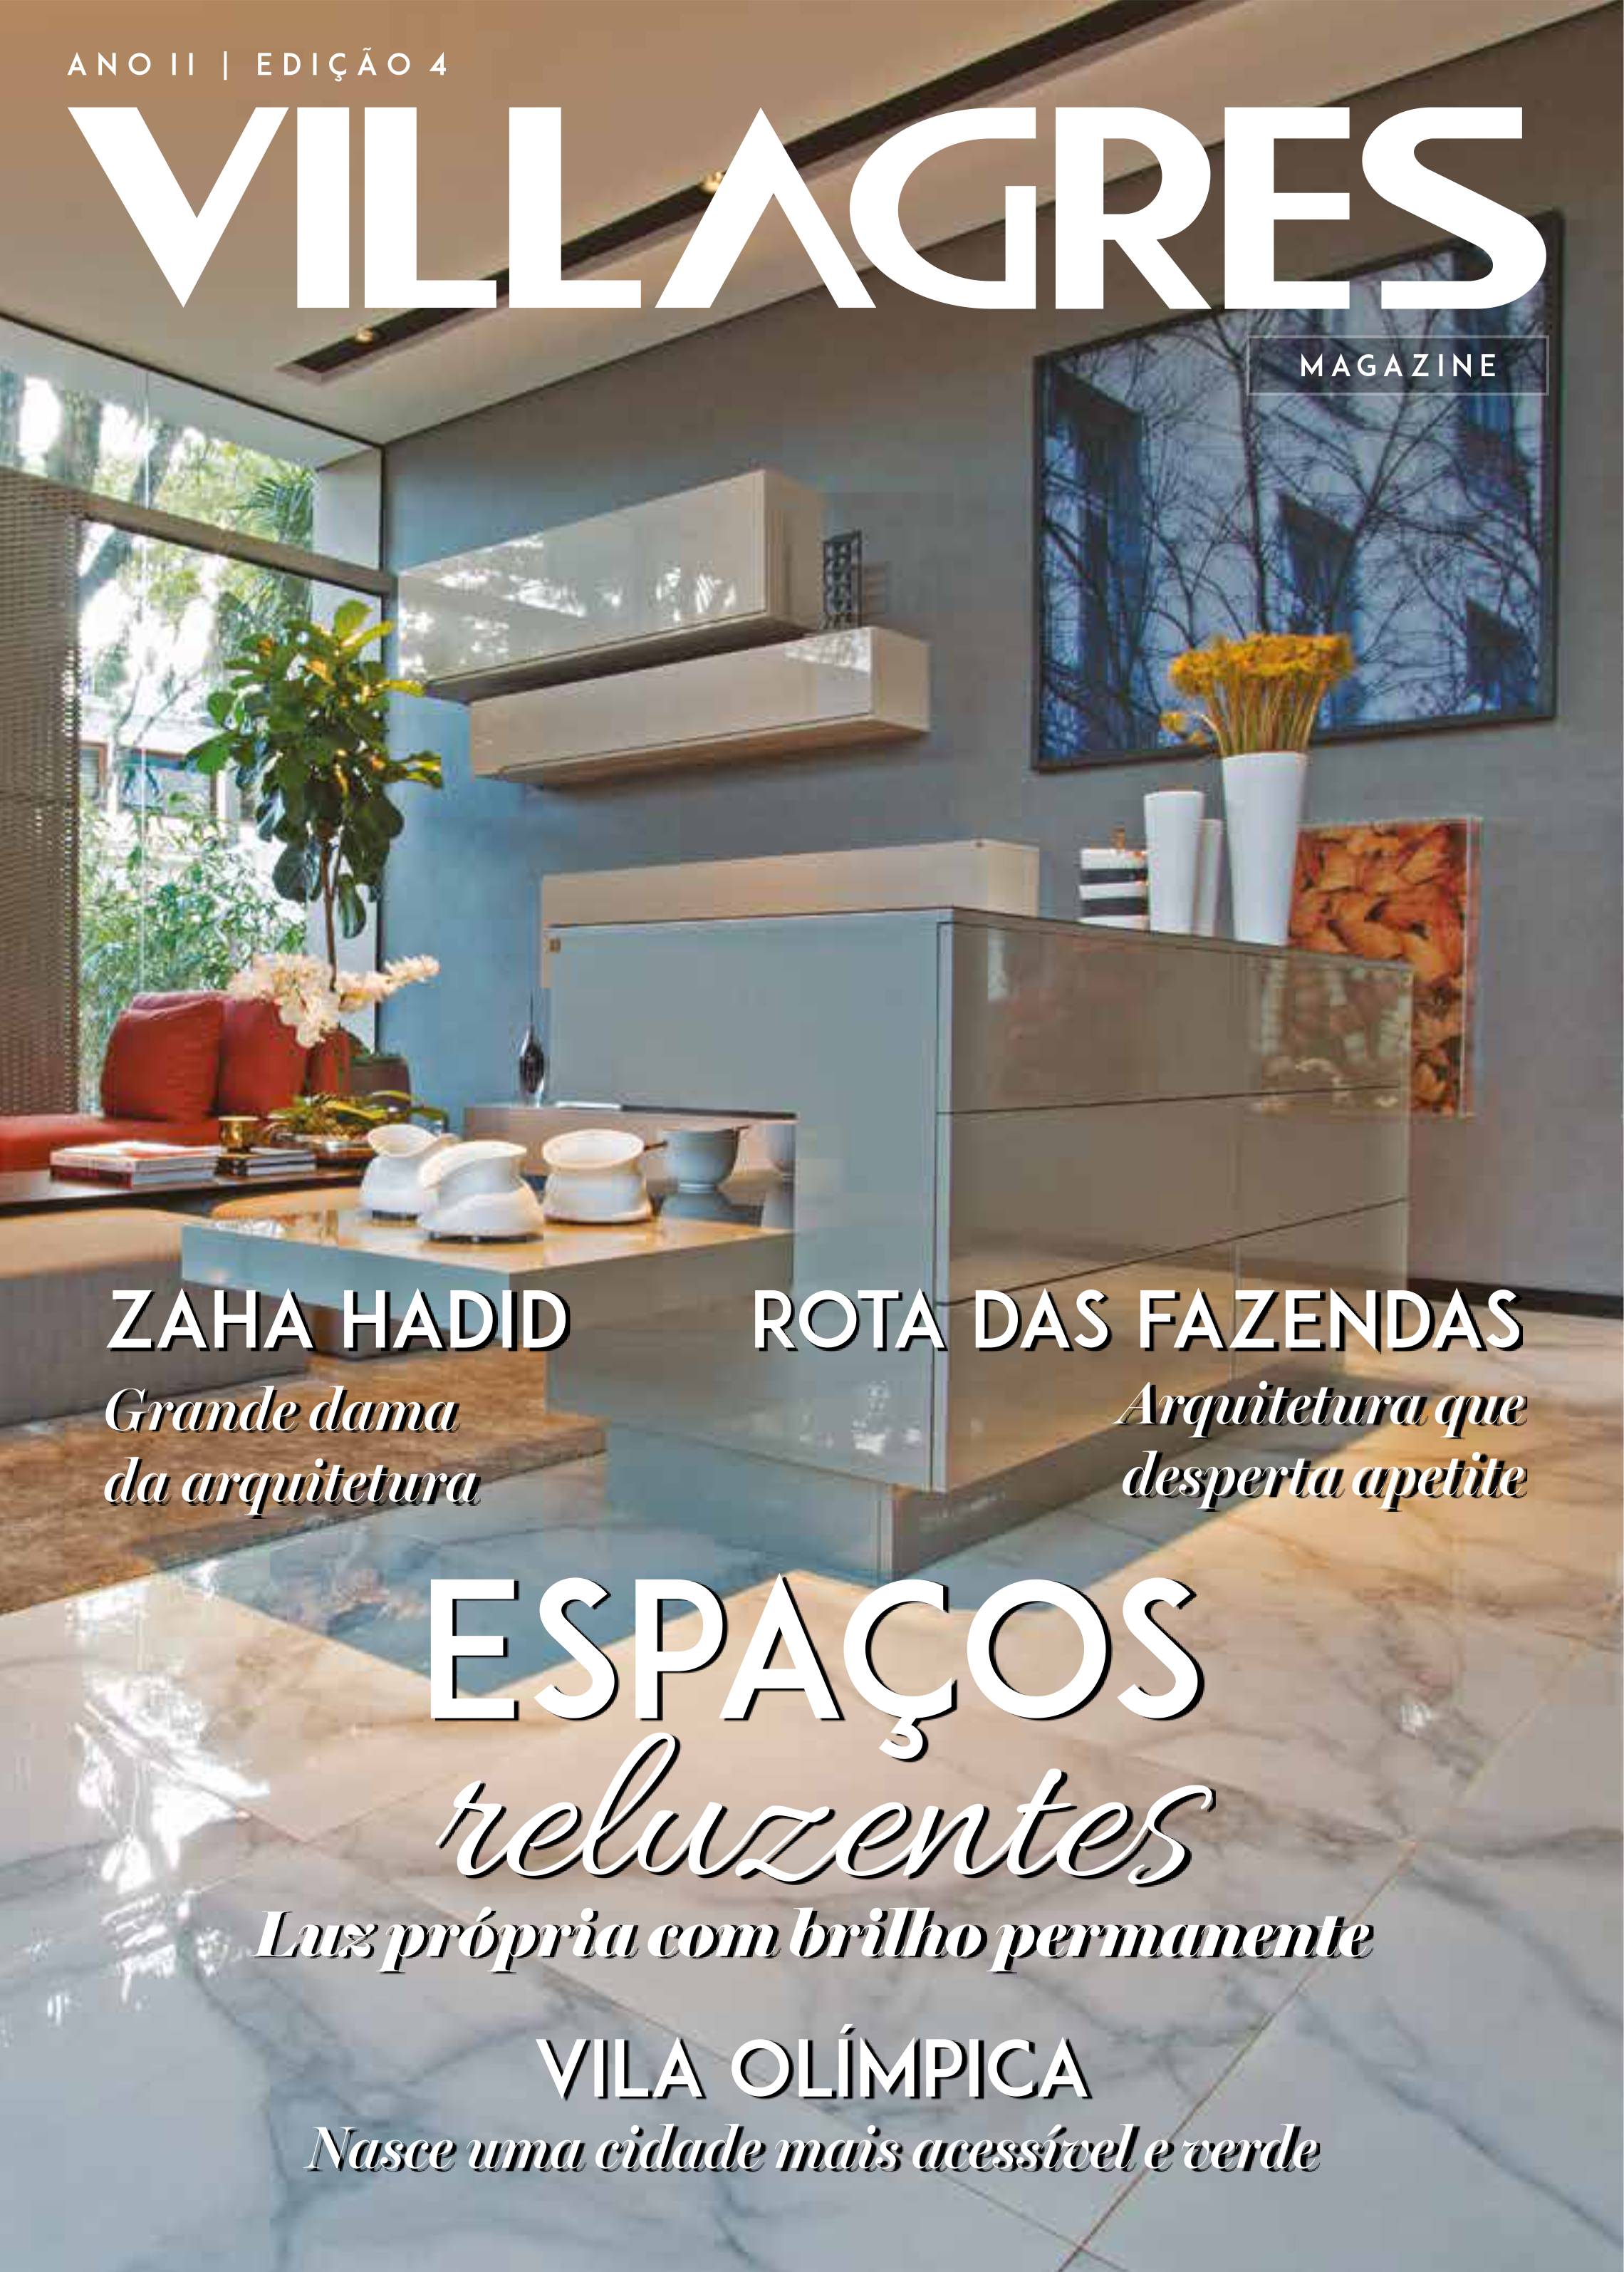 ANO II | EDIÇÃO 4
VILLAGRES
MAGAZINE
ZAHA HADID
Grande dama
da arquitetura
ROTA DAS FAZENDAS
Arquitetura que
desperta apetite
ESPAÇOS
reluzentes
Luz própria com brilho permanente
VILA OLÍMPICA
Nasce uma cidade mais acessível e verde